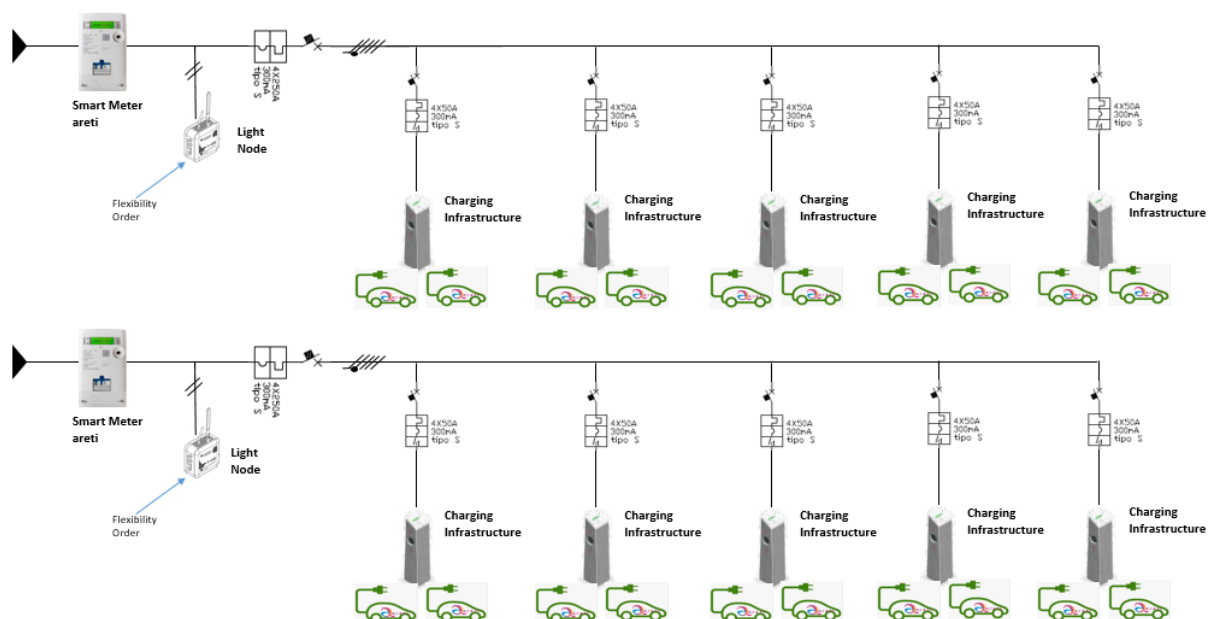 4X250A
300mA
tipo S
4X50A
300mA
tipo S
4X50A
300mA
tipo S
4X50A
300mA
tipo S
4X50A
300mA
tipo S
4X50A
300mA
tipo S
Smart Meter
areti
Light
Node
Flexibility
Order
Charging
Infrastructure
Charging
Infrastructure
Charging
Infrastructure
Charging
Infrastructure
Charging
Infrastructure
4X250A
300mA
tipo S
4X50A
300mA
tipo S
4X50A
300mA
tipo S
4X50A
300mA
tipo S
4X50A
300mA
tipo S
4X50A
300mA
tipo S
Smart Meter
areti
Light
Node
Flexibility
Order
Charging
Infrastructure
Charging
Infrastructure
Charging
Infrastructure
Charging
Infrastructure
Charging
Infrastructure